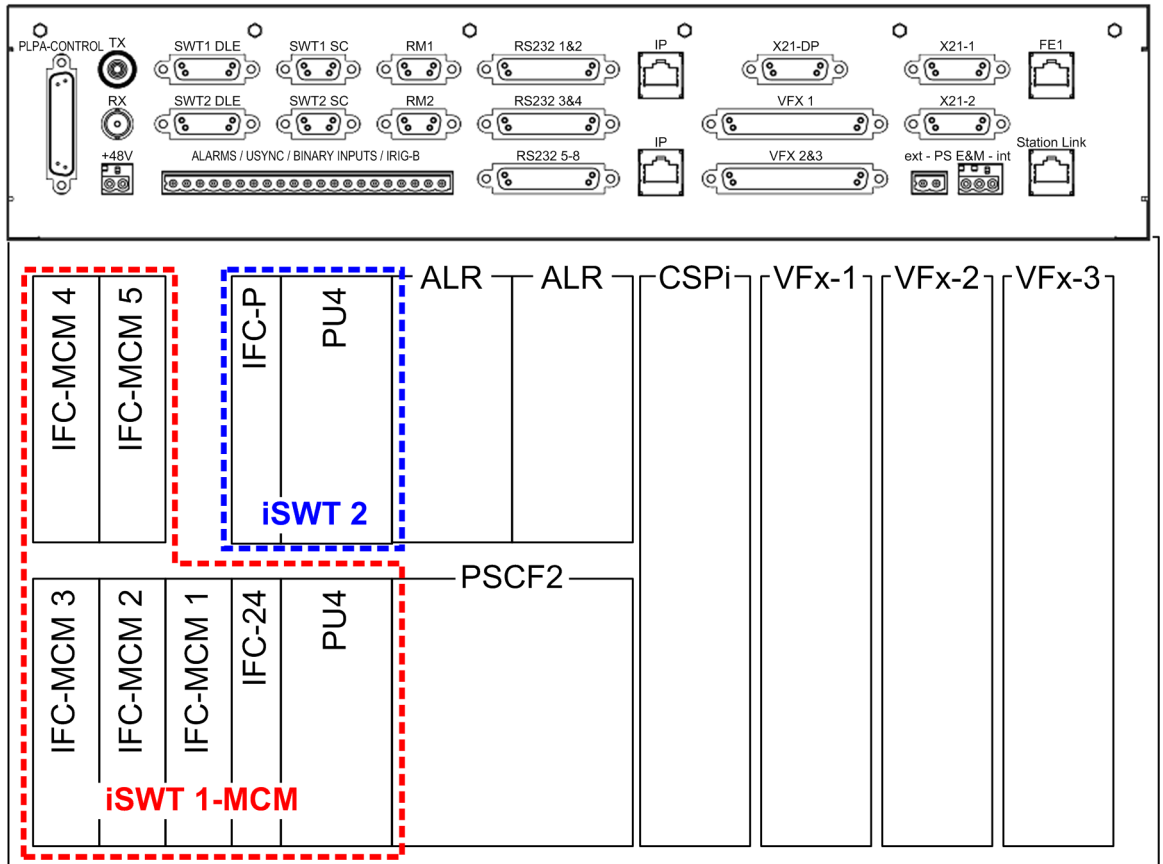 PLPA-CONTROL TX SWT1 DLE SWT1 SC RM1 RS232 1&2 IP X21-DP X21-1 FE1
RX SWT2 DLE SWT2 SC RM2 RS232 3&4 VFX 1 X21-2
+48V ALARMS / USYNC / BINARY INPUTS / IRIG-B RS232 5-8 IP VFX 2&3 ext - PS E&M - int Station Link
ALR ALR CSPi VFx-1 VFx-2 VFx-3
IFC-MCM 4
IFC-MCM 5
IFC-P
PU4
iSWT 2
PSCF2
IFC-MCM 3
IFC-MCM 2
IFC-MCM 1
IFC-24
PU4
iSWT 1-MCM